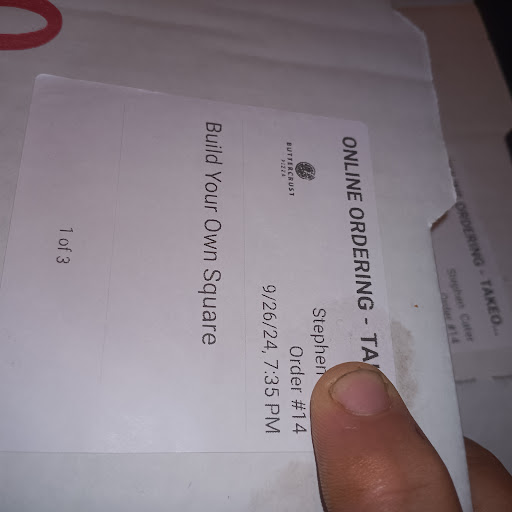 ONLINE ORDERING - TA
Stephen
Order #14
9/26/24, 7:35 PM
BUTTERCRUST
PIZZA
Build Your Own Square
1 of 3
ORDERING - TAKEO...
Stephen Cater
Order #14